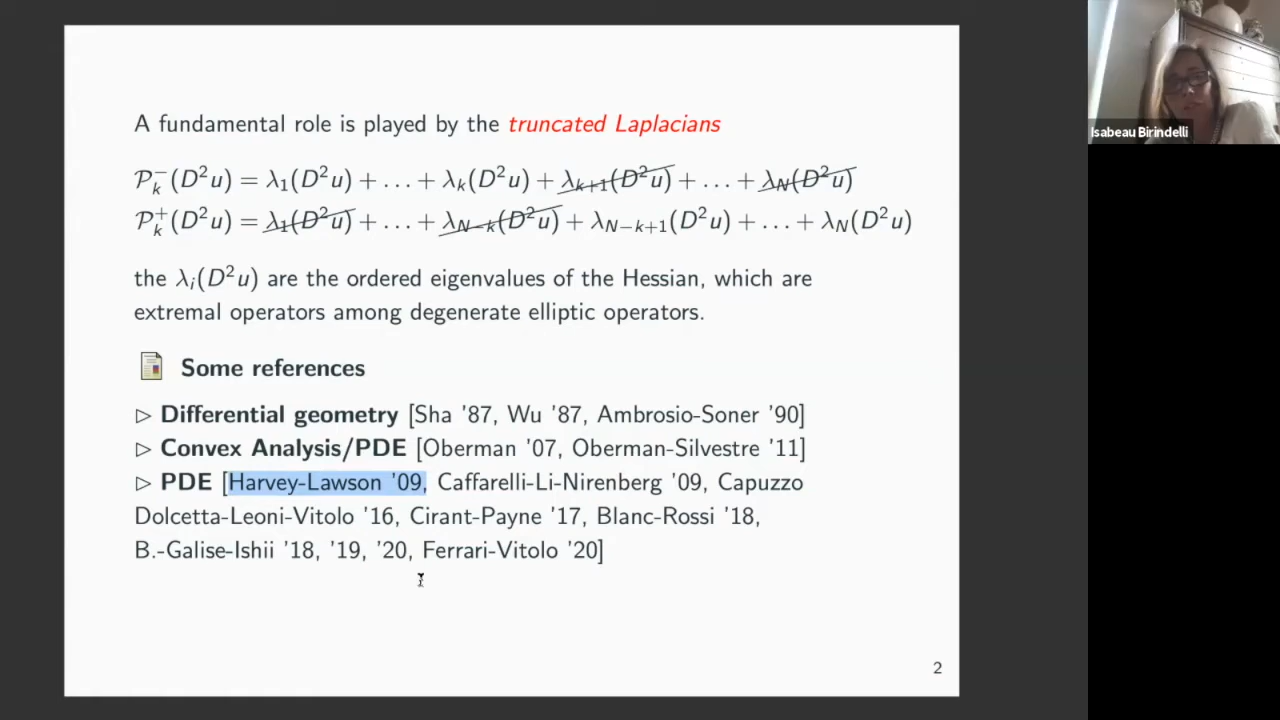 A fundamental role is played by the truncated Laplacians
𝒫ₖ⁻(D²u) = λ₁(D²u) + … + λₖ(D²u) + λₖ₊₁(D²u) + … + λ_N(D²u)
𝒫ₖ⁺(D²u) = λ₁(D²u) + … + λ_{N−k}(D²u) + λ_{N−k+1}(D²u) + … + λ_N(D²u)
the λᵢ(D²u) are the ordered eigenvalues of the Hessian, which are
extremal operators among degenerate elliptic operators.
Some references
▷ Differential geometry [Sha '87, Wu '87, Ambrosio-Soner '90]
▷ Convex Analysis/PDE [Oberman '07, Oberman-Silvestre '11]
▷ PDE [Harvey-Lawson '09, Caffarelli-Li-Nirenberg '09, Capuzzo
Dolcetta-Leoni-Vitolo '16, Cirant-Payne '17, Blanc-Rossi '18,
B.-Galise-Ishii '18, '19, '20, Ferrari-Vitolo '20]
2
Isabeau Birindelli